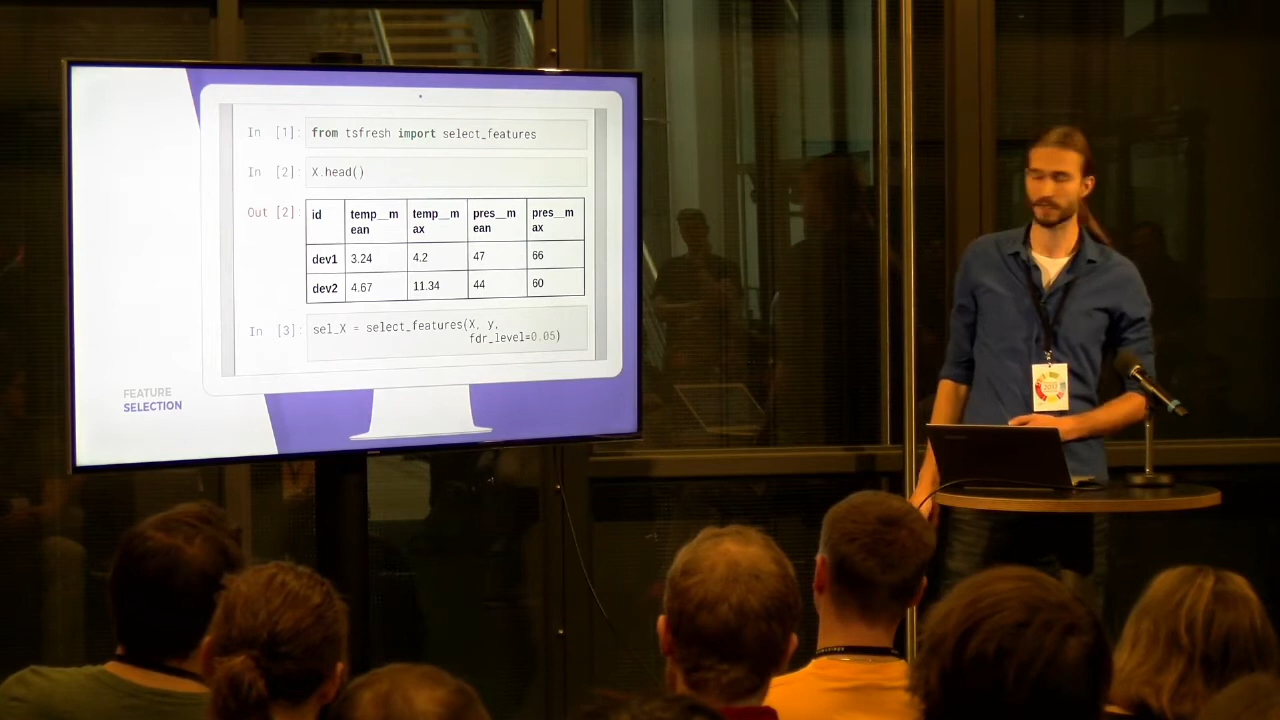 In [1]: from tsfresh import select_features
In [2]: X.head()
Out [2]:
id temp__m temp__m pres__m pres__m
ean ax ean ax
dev1 3.24 4.2 47 66
dev2 4.67 11.34 44 60
In [3]: sel_X = select_features(X, y,
fdr_level=0.05)
FEATURE
SELECTION
2017